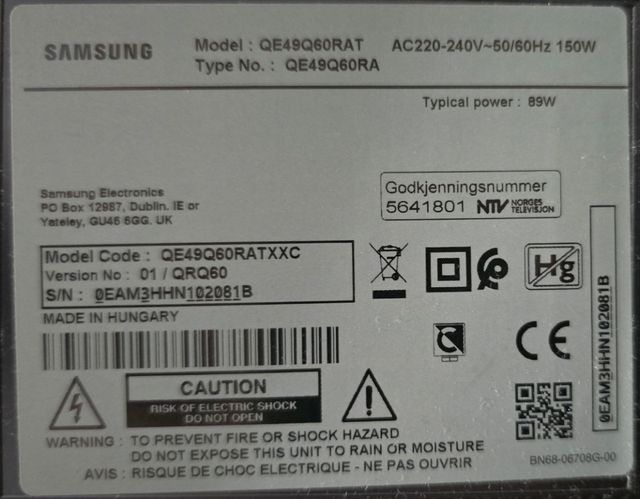 SAMSUNG
Model : QE49Q60RAT AC220-240V~50/60Hz 150W
Type No. : QE49Q60RA
Typical power : 89W
Samsung Electronics
PO Box 12987, Dublin. IE or
Yateley, GU46 6GG. UK
Godkjenningsnummer
5641801 NTV NORGES TELEVISJON
Model Code : QE49Q60RATXXC
Version No : 01 / QRQ60
S/N : 0EAM3HHN102081B
MADE IN HUNGARY
Hg
CE
0EAM3HHN102081B
CAUTION
RISK OF ELECTRIC SHOCK
DO NOT OPEN
WARNING : TO PREVENT FIRE OR SHOCK HAZARD
DO NOT EXPOSE THIS UNIT TO RAIN OR MOISTURE
AVIS : RISQUE DE CHOC ELECTRIQUE - NE PAS OUVRIR
BN68-06708G-00